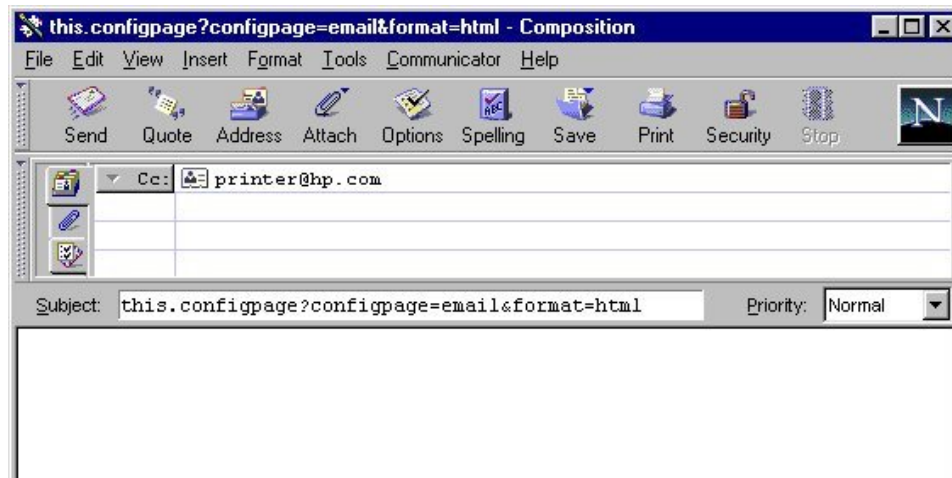 this.configpage?configpage=email&format=html - Composition
File Edit View Insert Format Tools Communicator Help
Send Quote Address Attach Options Spelling Save Print Security Stop
N
Cc: printer@hp.com
Subject: this.configpage?configpage=email&format=html Priority: Normal